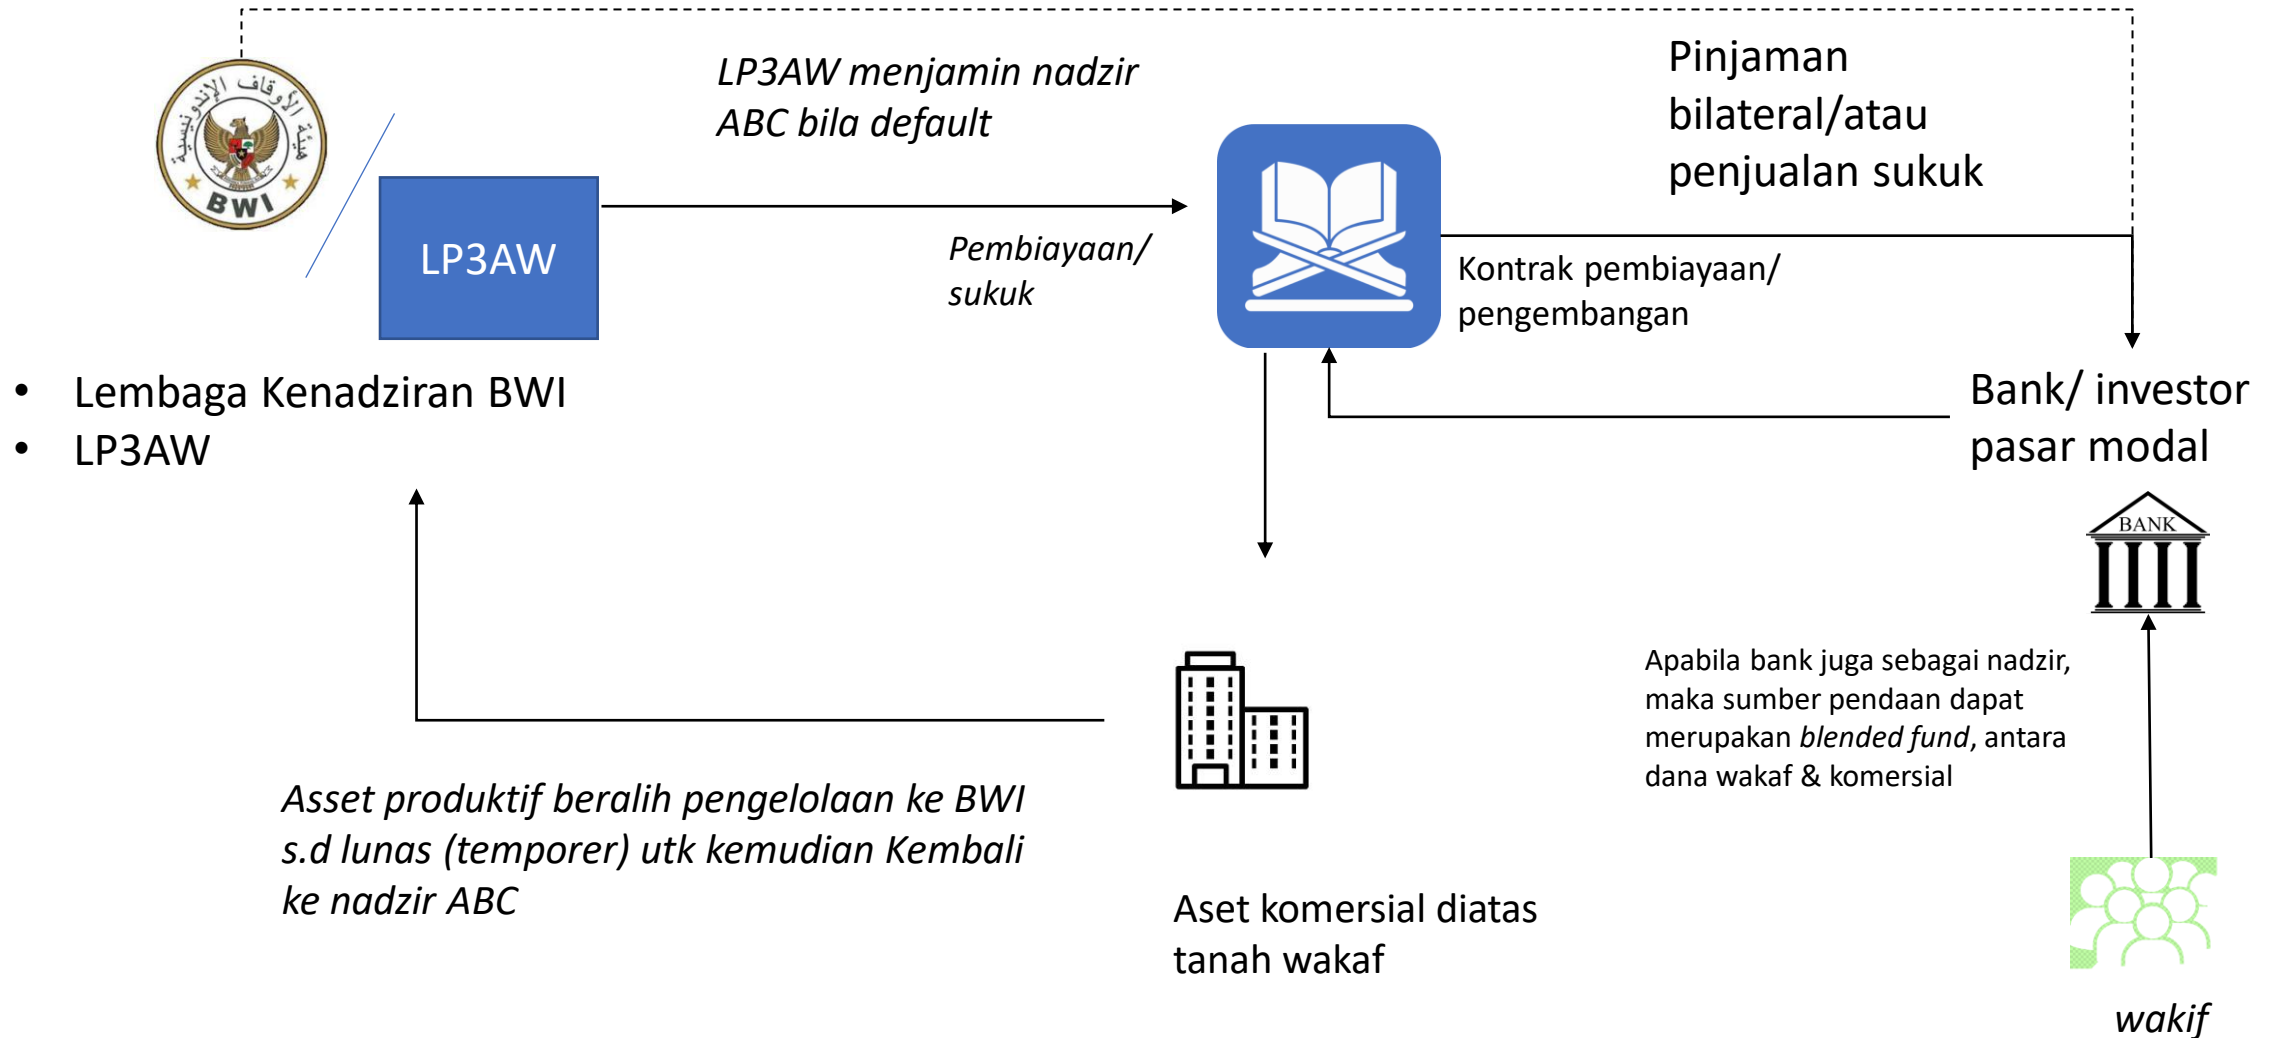 هيئة الأوقاف الإندونيسية
BWI
LP3AW menjamin nadzir
ABC bila default
Pinjaman
bilateral/atau
penjualan sukuk
LP3AW
Pembiayaan/
sukuk
Kontrak pembiayaan/
pengembangan
• Lembaga Kenadziran BWI
• LP3AW
Bank/ investor
pasar modal
BANK
Apabila bank juga sebagai nadzir,
maka sumber pendaan dapat
merupakan blended fund, antara
dana wakaf & komersial
Asset produktif beralih pengelolaan ke BWI
s.d lunas (temporer) utk kemudian Kembali
ke nadzir ABC
Aset komersial diatas
tanah wakaf
wakif